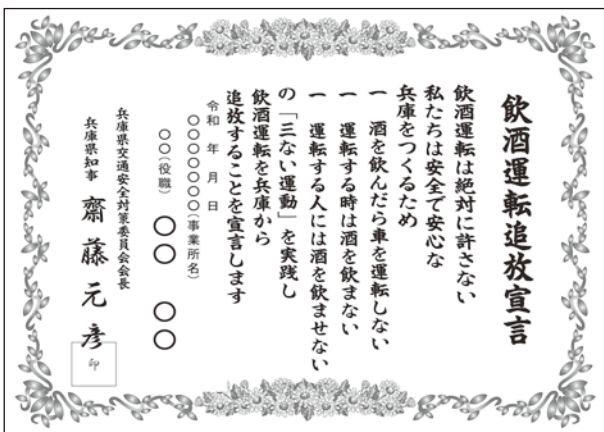 飲酒運転追放宣言
飲酒運転は絶対に許さない
私たちは安全で安心な
兵庫をつくるため
一　酒を飲んだら車を運転しない
一　運転する時は酒を飲まない
一　運転する人には酒を飲ませない
の「三ない運動」を実践し
飲酒運転を兵庫から
追放することを宣言します
令和　年　月　日
〇〇〇〇〇〇〇（事業所名）
〇〇（役職）　〇〇　〇〇
兵庫県交通安全対策委員会会長
兵庫県知事　齋藤元彦
印